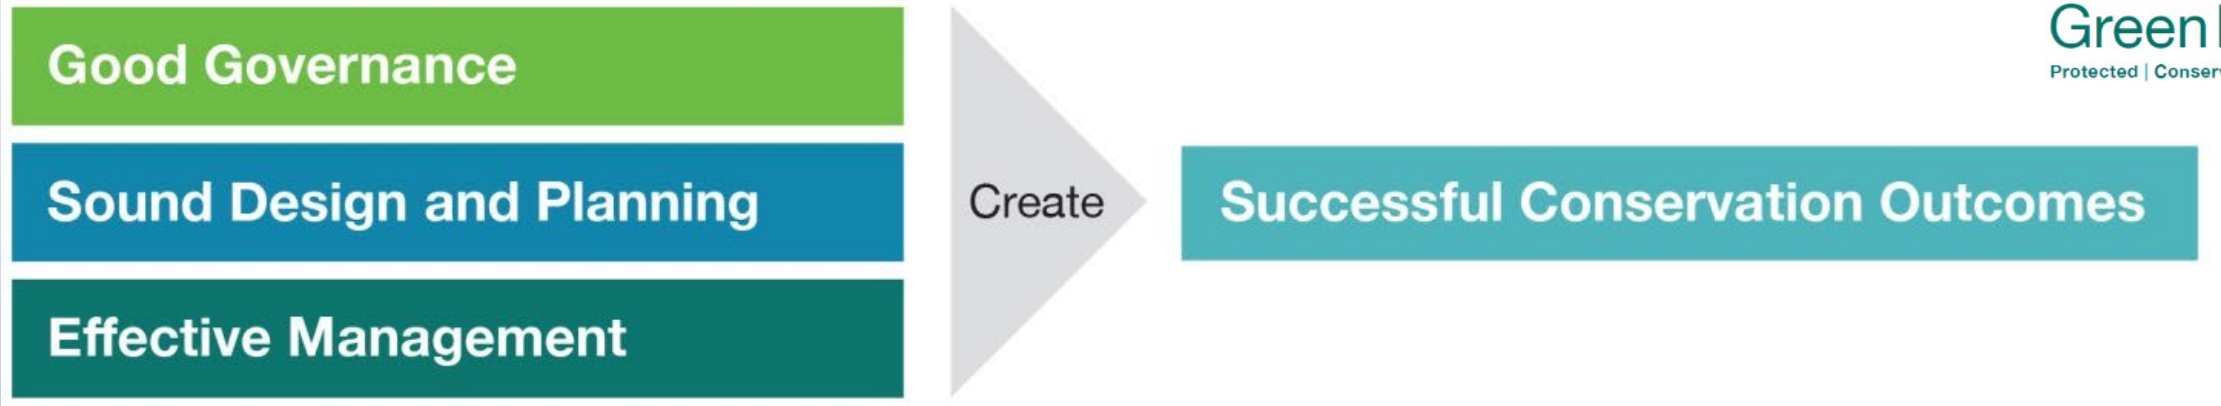 Good Governance
Sound Design and Planning
Effective Management
Create
Successful Conservation Outcomes
Green
Protected |